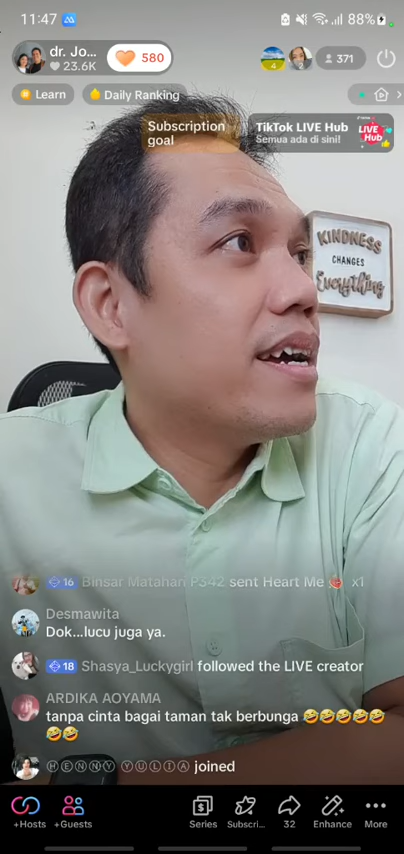 11:47
88%
dr. Jo...
23.6K
580
4
2
371
Learn
Daily Ranking
Subscription goal
TikTok LIVE Hub
Semua ada di sini!
LIVE HUB
KINDNESS
CHANGES
Everything
16 Binsar Matahari P342 sent Heart Me x1
Desmawita
Dok...lucu juga ya.
18 Shasya_Luckygirl followed the LIVE creator
ARDIKA AOYAMA
tanpa cinta bagai taman tak berbunga 🤣🤣🤣🤣🤣
🤣🤣
ⒽⒺⓃⓃⓎ ⓎⓊⓁⒾⒶ joined
+Hosts
+Guests
Series
Subscri...
32
Enhance
More